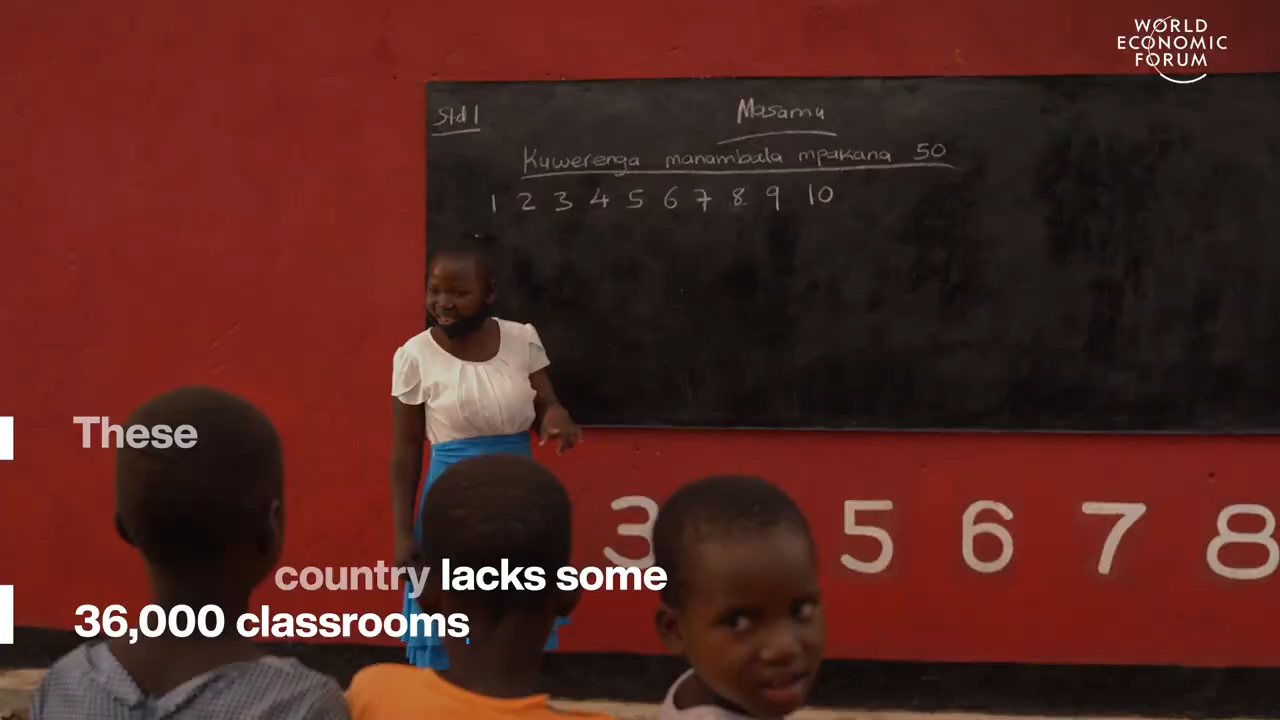 WORLD
ECONOMIC
FORUM
Std 1
Masamu
Kuwerenga manambala mpakana 50
1 2 3 4 5 6 7 8 9 10
These
3 5 6 7 8
country lacks some
36,000 classrooms